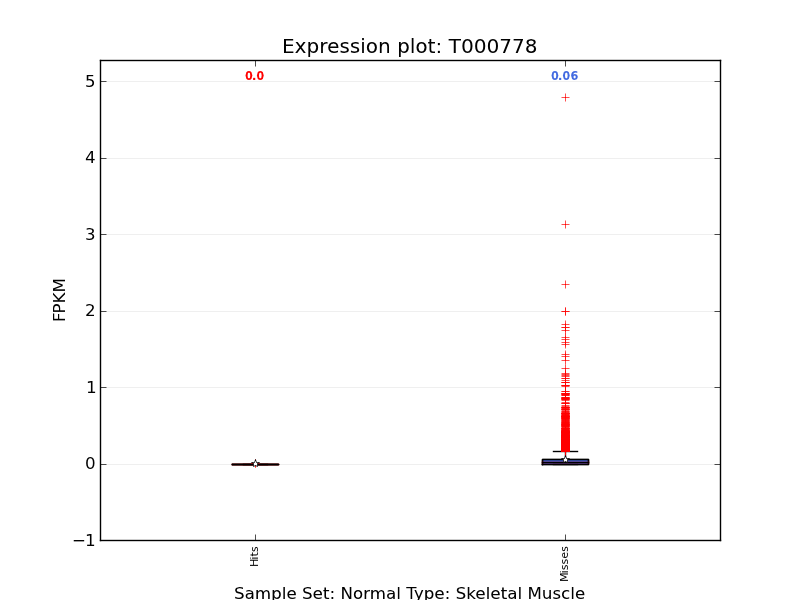 Expression plot: T000778
0.0
0.06
5
4
3
2
1
0
−1
FPKM
Hits
Misses
Sample Set: Normal Type: Skeletal Muscle